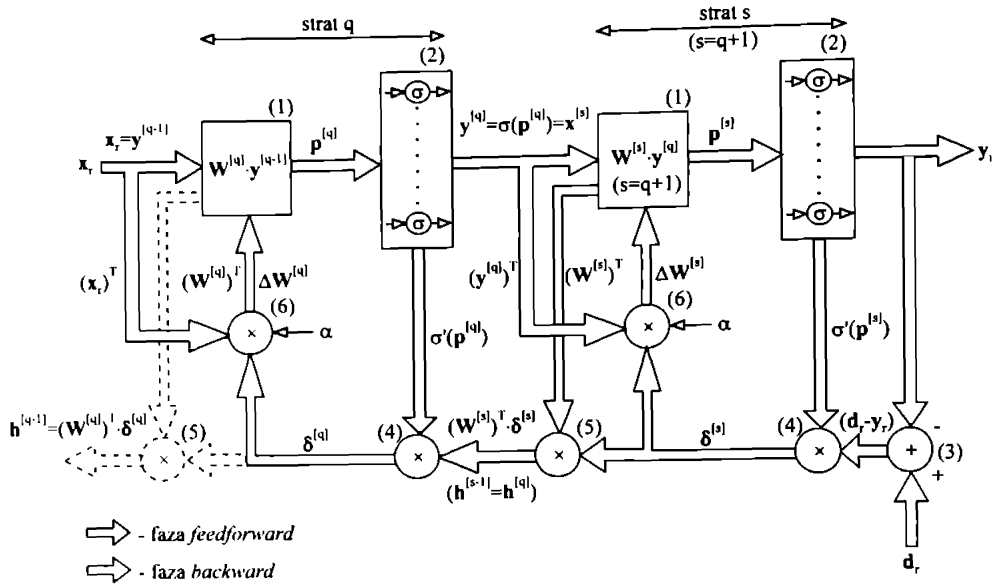 strat q
strat s
(s=q+1)
(2)
(2)
(1)
(1)
x_r=y^[q-1]
p^[q]
y^[q]=σ(p^[q])=x^[s]
p^[s]
x_r
W^[q]·y^[q-1]
W^[s]·y^[q]
(s=q+1)
σ
σ
σ
σ
(x_r)^T
(W^[q])^T
ΔW^[q]
(y^[q])^T
(W^[s])^T
ΔW^[s]
(6)
(6)
×
α
×
α
σ'(p^[q])
σ'(p^[s])
h^[q-1]=(W^[q])^T·δ^[q]
(5)
×
δ^[q]
(4)
×
(W^[s])^T·δ^[s]
(h^[s-1]=h^[q])
(5)
×
δ^[s]
(4)
×
(d_r-y_r)
-
+
(3)
+
d_r
- faza feedforward
- faza backward